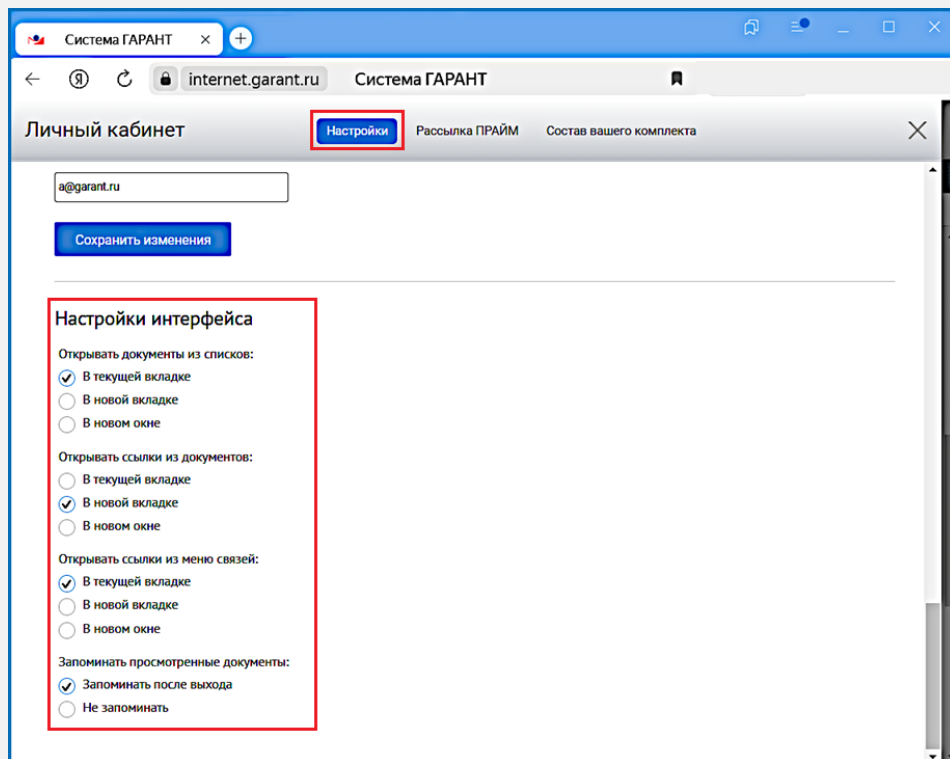 Система ГАРАНТ
internet.garant.ru Система ГАРАНТ
Личный кабинет Настройки Рассылка ПРАЙМ Состав вашего комплекта
a@garant.ru
Сохранить изменения
Настройки интерфейса
Открывать документы из списков:
В текущей вкладке
В новой вкладке
В новом окне
Открывать ссылки из документов:
В текущей вкладке
В новой вкладке
В новом окне
Открывать ссылки из меню связей:
В текущей вкладке
В новой вкладке
В новом окне
Запоминать просмотренные документы:
Запоминать после выхода
Не запоминать